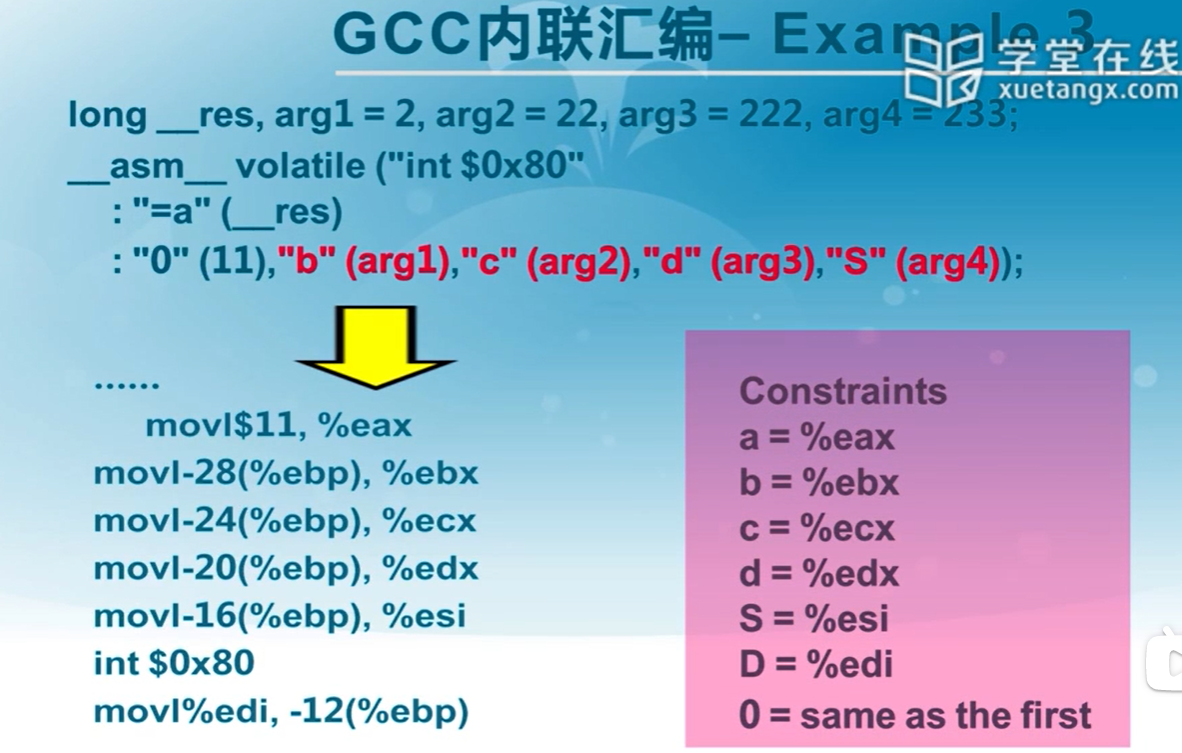 GCC内联汇编– Example 3
学堂在线
xuetangx.com
long __res, arg1 = 2, arg2 = 22, arg3 = 222, arg4 = 233;
__asm__ volatile ("int $0x80"
: "=a" (__res)
: "0" (11),"b" (arg1),"c" (arg2),"d" (arg3),"S" (arg4));
......
movl$11, %eax
movl-28(%ebp), %ebx
movl-24(%ebp), %ecx
movl-20(%ebp), %edx
movl-16(%ebp), %esi
int $0x80
movl%edi, -12(%ebp)
Constraints
a = %eax
b = %ebx
c = %ecx
d = %edx
S = %esi
D = %edi
0 = same as the first